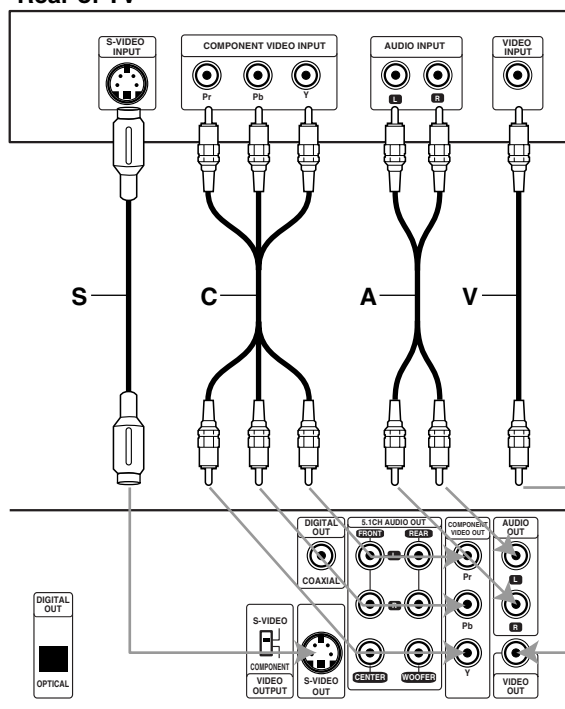 Rear of TV
S-VIDEO
INPUT
COMPONENT VIDEO INPUT
Pr
Pb
Y
AUDIO INPUT
L
R
VIDEO
INPUT
S
C
A
V
DIGITAL
OUT
OPTICAL
S-VIDEO
COMPONENT
VIDEO
OUTPUT
DIGITAL
OUT
COAXIAL
S-VIDEO
OUT
5.1CH AUDIO OUT
FRONT
REAR
L
R
CENTER
WOOFER
COMPONENT
VIDEO OUT
Pr
Pb
Y
AUDIO
OUT
L
R
VIDEO
OUT